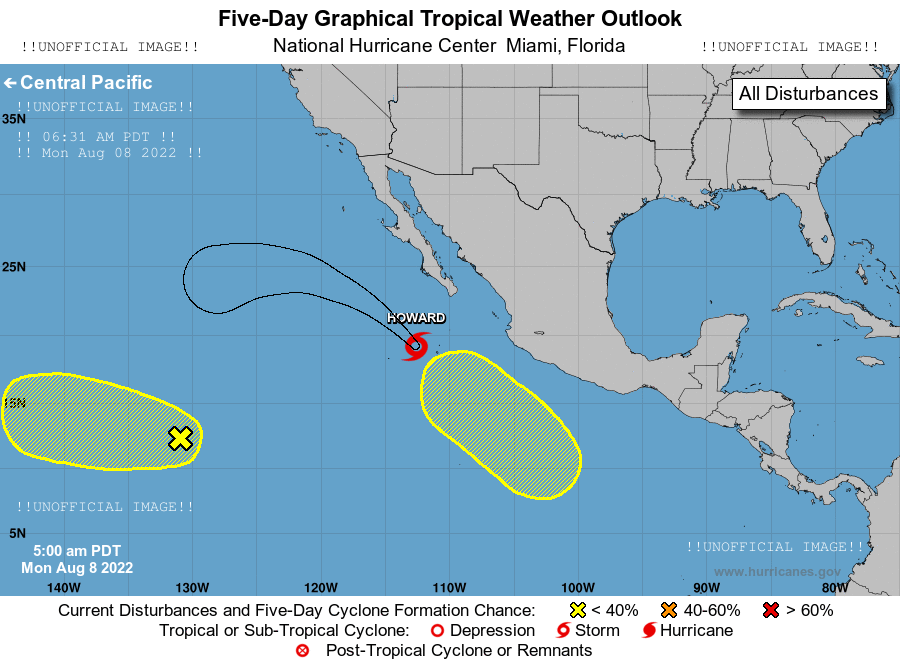 Five-Day Graphical Tropical Weather Outlook
!!UNOFFICIAL IMAGE!! National Hurricane Center  Miami, Florida !!UNOFFICIAL IMAGE!!
Central Pacific
All Disturbances
!!UNOFFICIAL IMAGE!!
35N
!! 06:31 AM PDT !!
!! Mon Aug 08 2022 !!
25N
HOWARD
15N
!!UNOFFICIAL IMAGE!!
5N
5:00 am PDT
Mon Aug 8 2022
!!UNOFFICIAL IMAGE!!
www.hurricanes.gov
140W 130W 120W 110W 100W 90W 80W
Current Disturbances and Five-Day Cyclone Formation Chance: < 40% 40-60% > 60%
Tropical or Sub-Tropical Cyclone: Depression Storm Hurricane
Post-Tropical Cyclone or Remnants